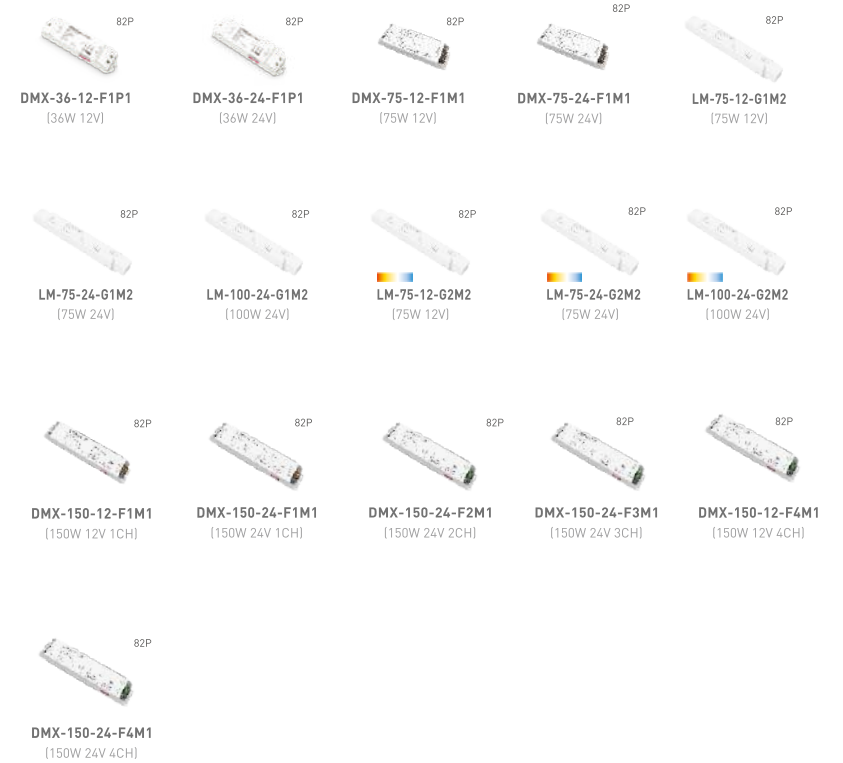 82P
82P
82P
82P
82P
DMX-36-12-F1P1
(36W 12V)
DMX-36-24-F1P1
(36W 24V)
DMX-75-12-F1M1
(75W 12V)
DMX-75-24-F1M1
(75W 24V)
LM-75-12-G1M2
(75W 12V)
82P
82P
82P
82P
82P
LM-75-24-G1M2
(75W 24V)
LM-100-24-G1M2
(100W 24V)
LM-75-12-G2M2
(75W 12V)
LM-75-24-G2M2
(75W 24V)
LM-100-24-G2M2
(100W 24V)
82P
82P
82P
82P
82P
DMX-150-12-F1M1
(150W 12V 1CH)
DMX-150-24-F1M1
(150W 24V 1CH)
DMX-150-24-F2M1
(150W 24V 2CH)
DMX-150-24-F3M1
(150W 24V 3CH)
DMX-150-12-F4M1
(150W 12V 4CH)
82P
DMX-150-24-F4M1
(150W 24V 4CH)